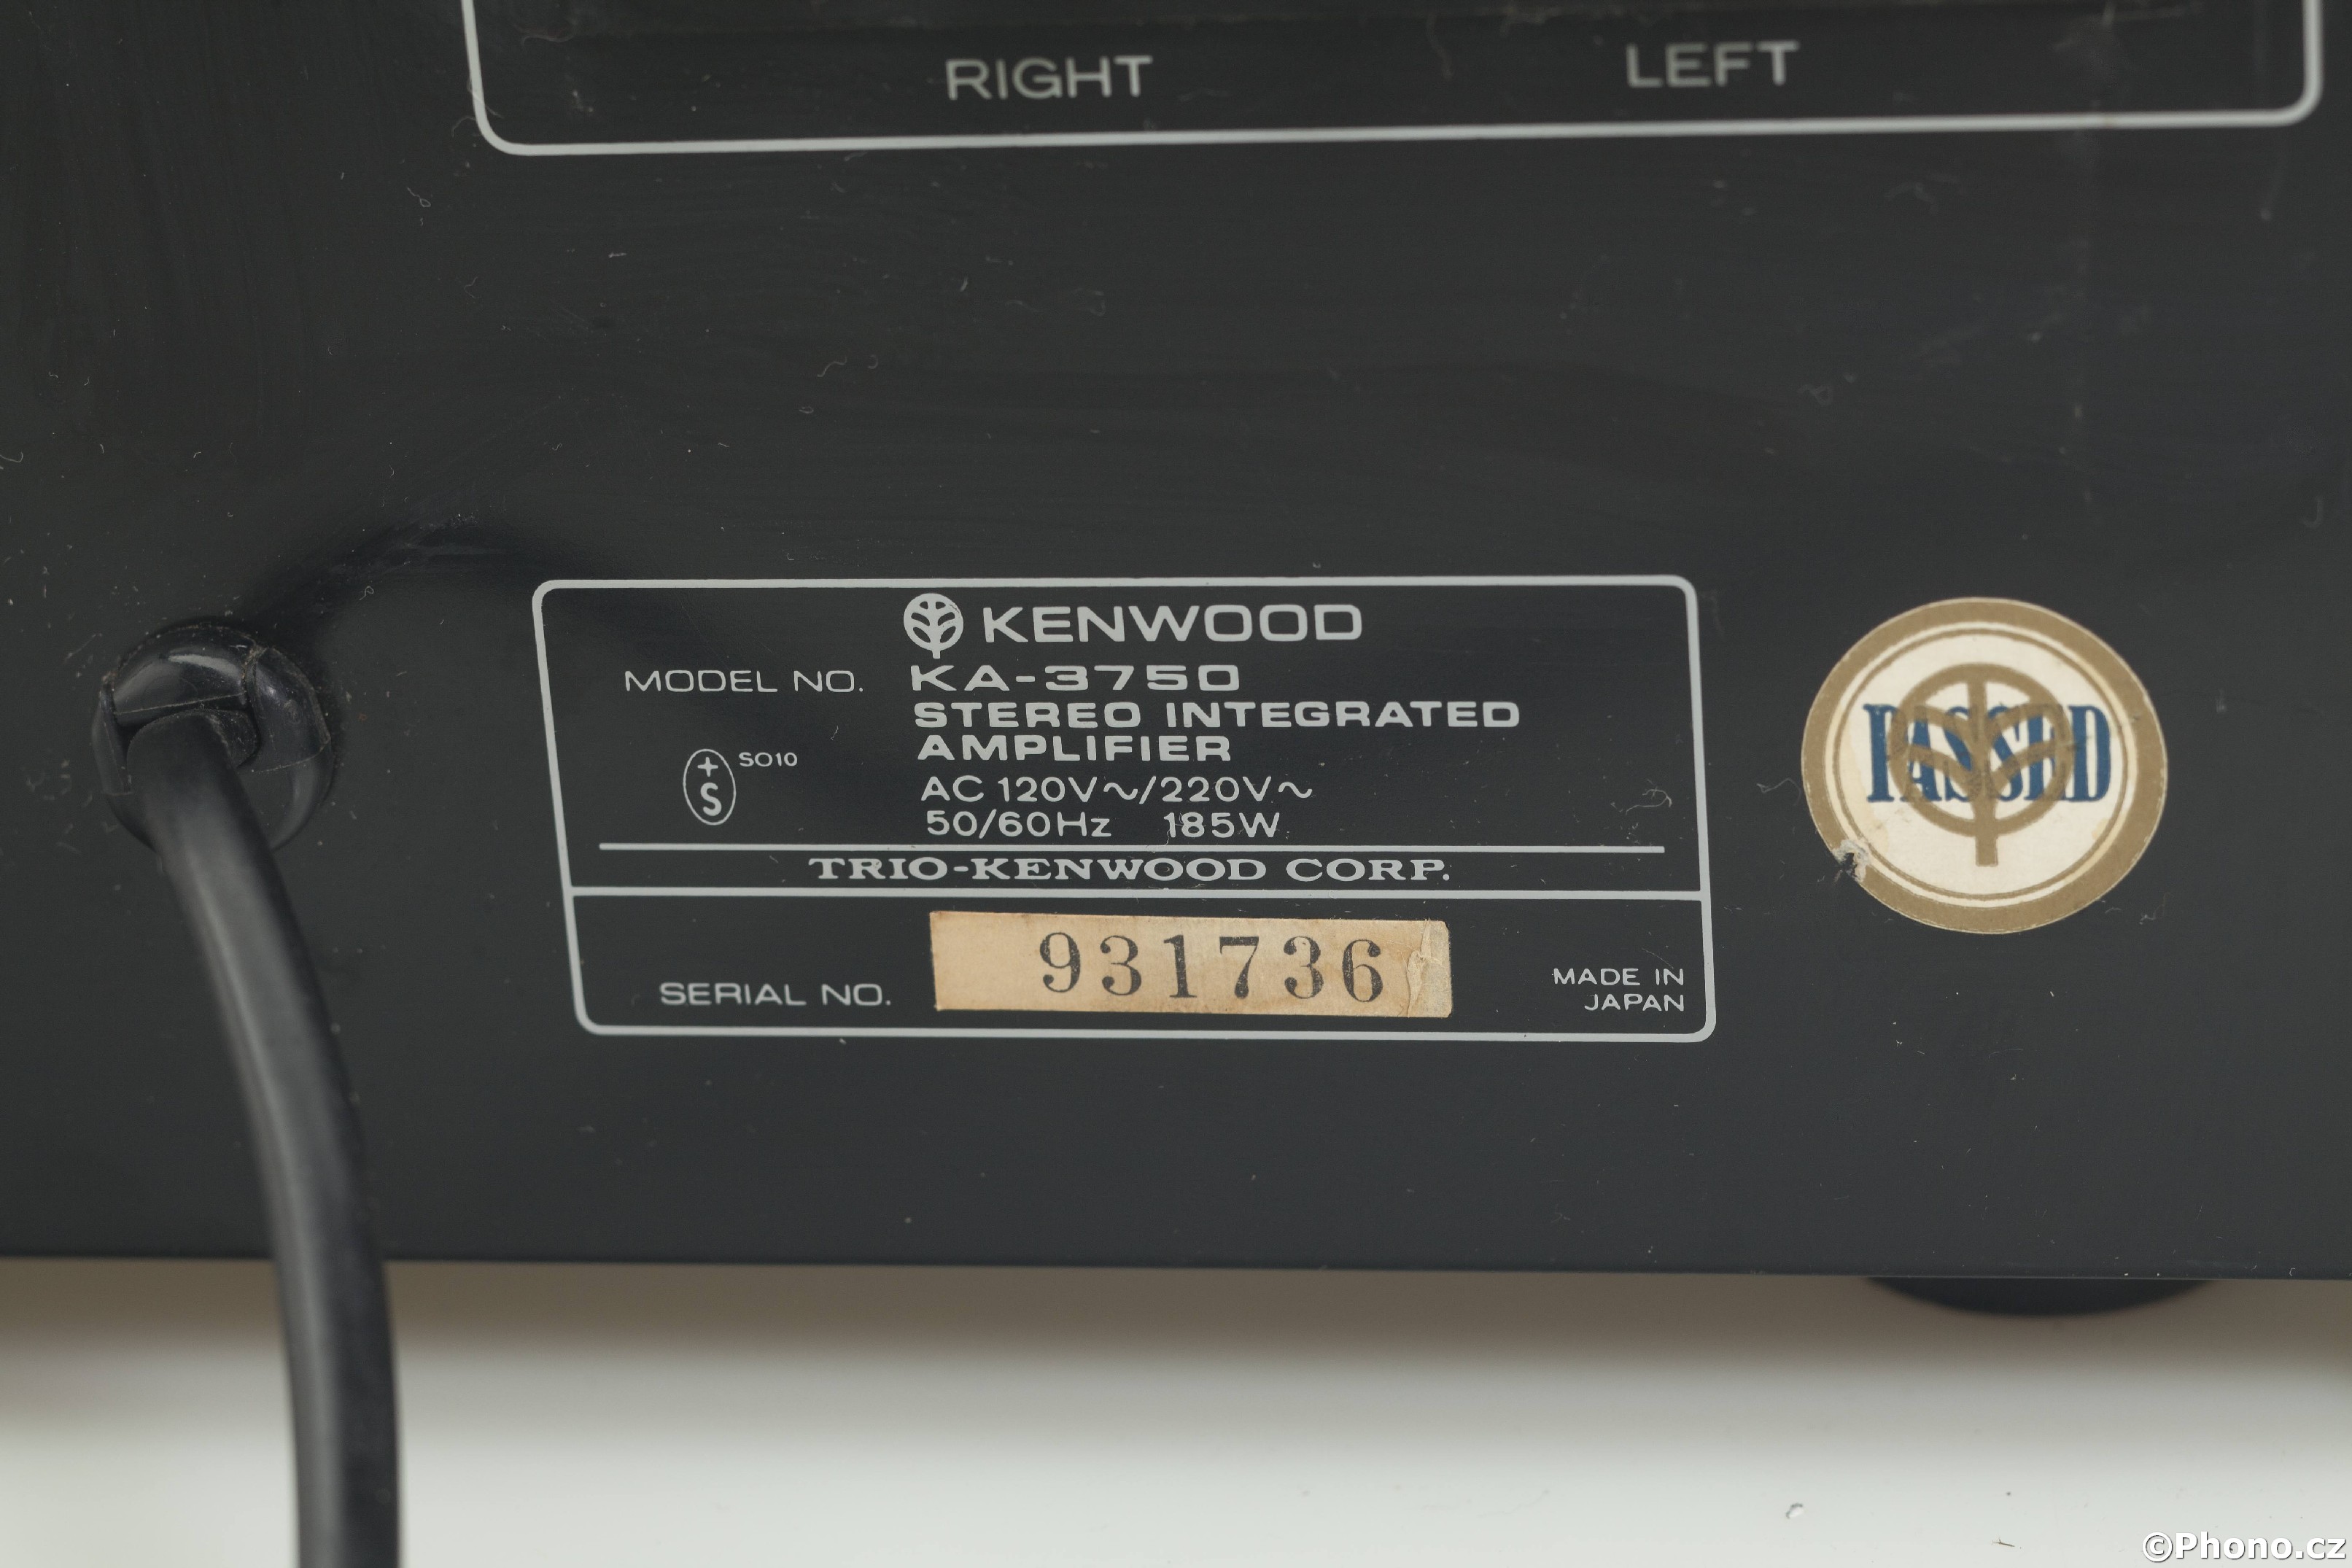 RIGHT LEFT
KENWOOD
MODEL NO. KA-3750
STEREO INTEGRATED
AMPLIFIER
+S SO10
AC 120V~/220V~
50/60Hz 185W
TRIO-KENWOOD CORP.
SERIAL NO. 931736
MADE IN
JAPAN
PASSED
©Phono.cz